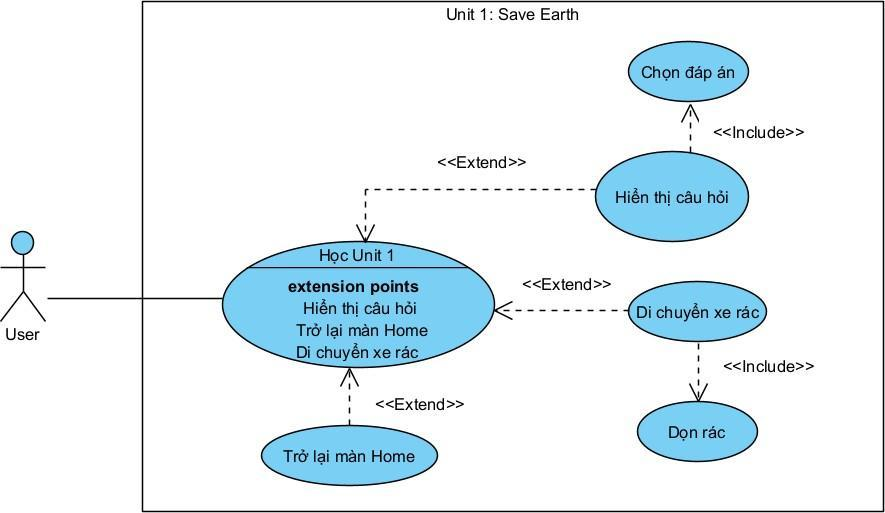 Unit 1: Save Earth
Chọn đáp án
<<Include>>
<<Extend>>
Hiển thị câu hỏi
Học Unit 1
extension points
Hiển thị câu hỏi
Trở lại màn Home
Di chuyển xe rác
<<Extend>>
Di chuyển xe rác
User
<<Include>>
<<Extend>>
Dọn rác
Trở lại màn Home